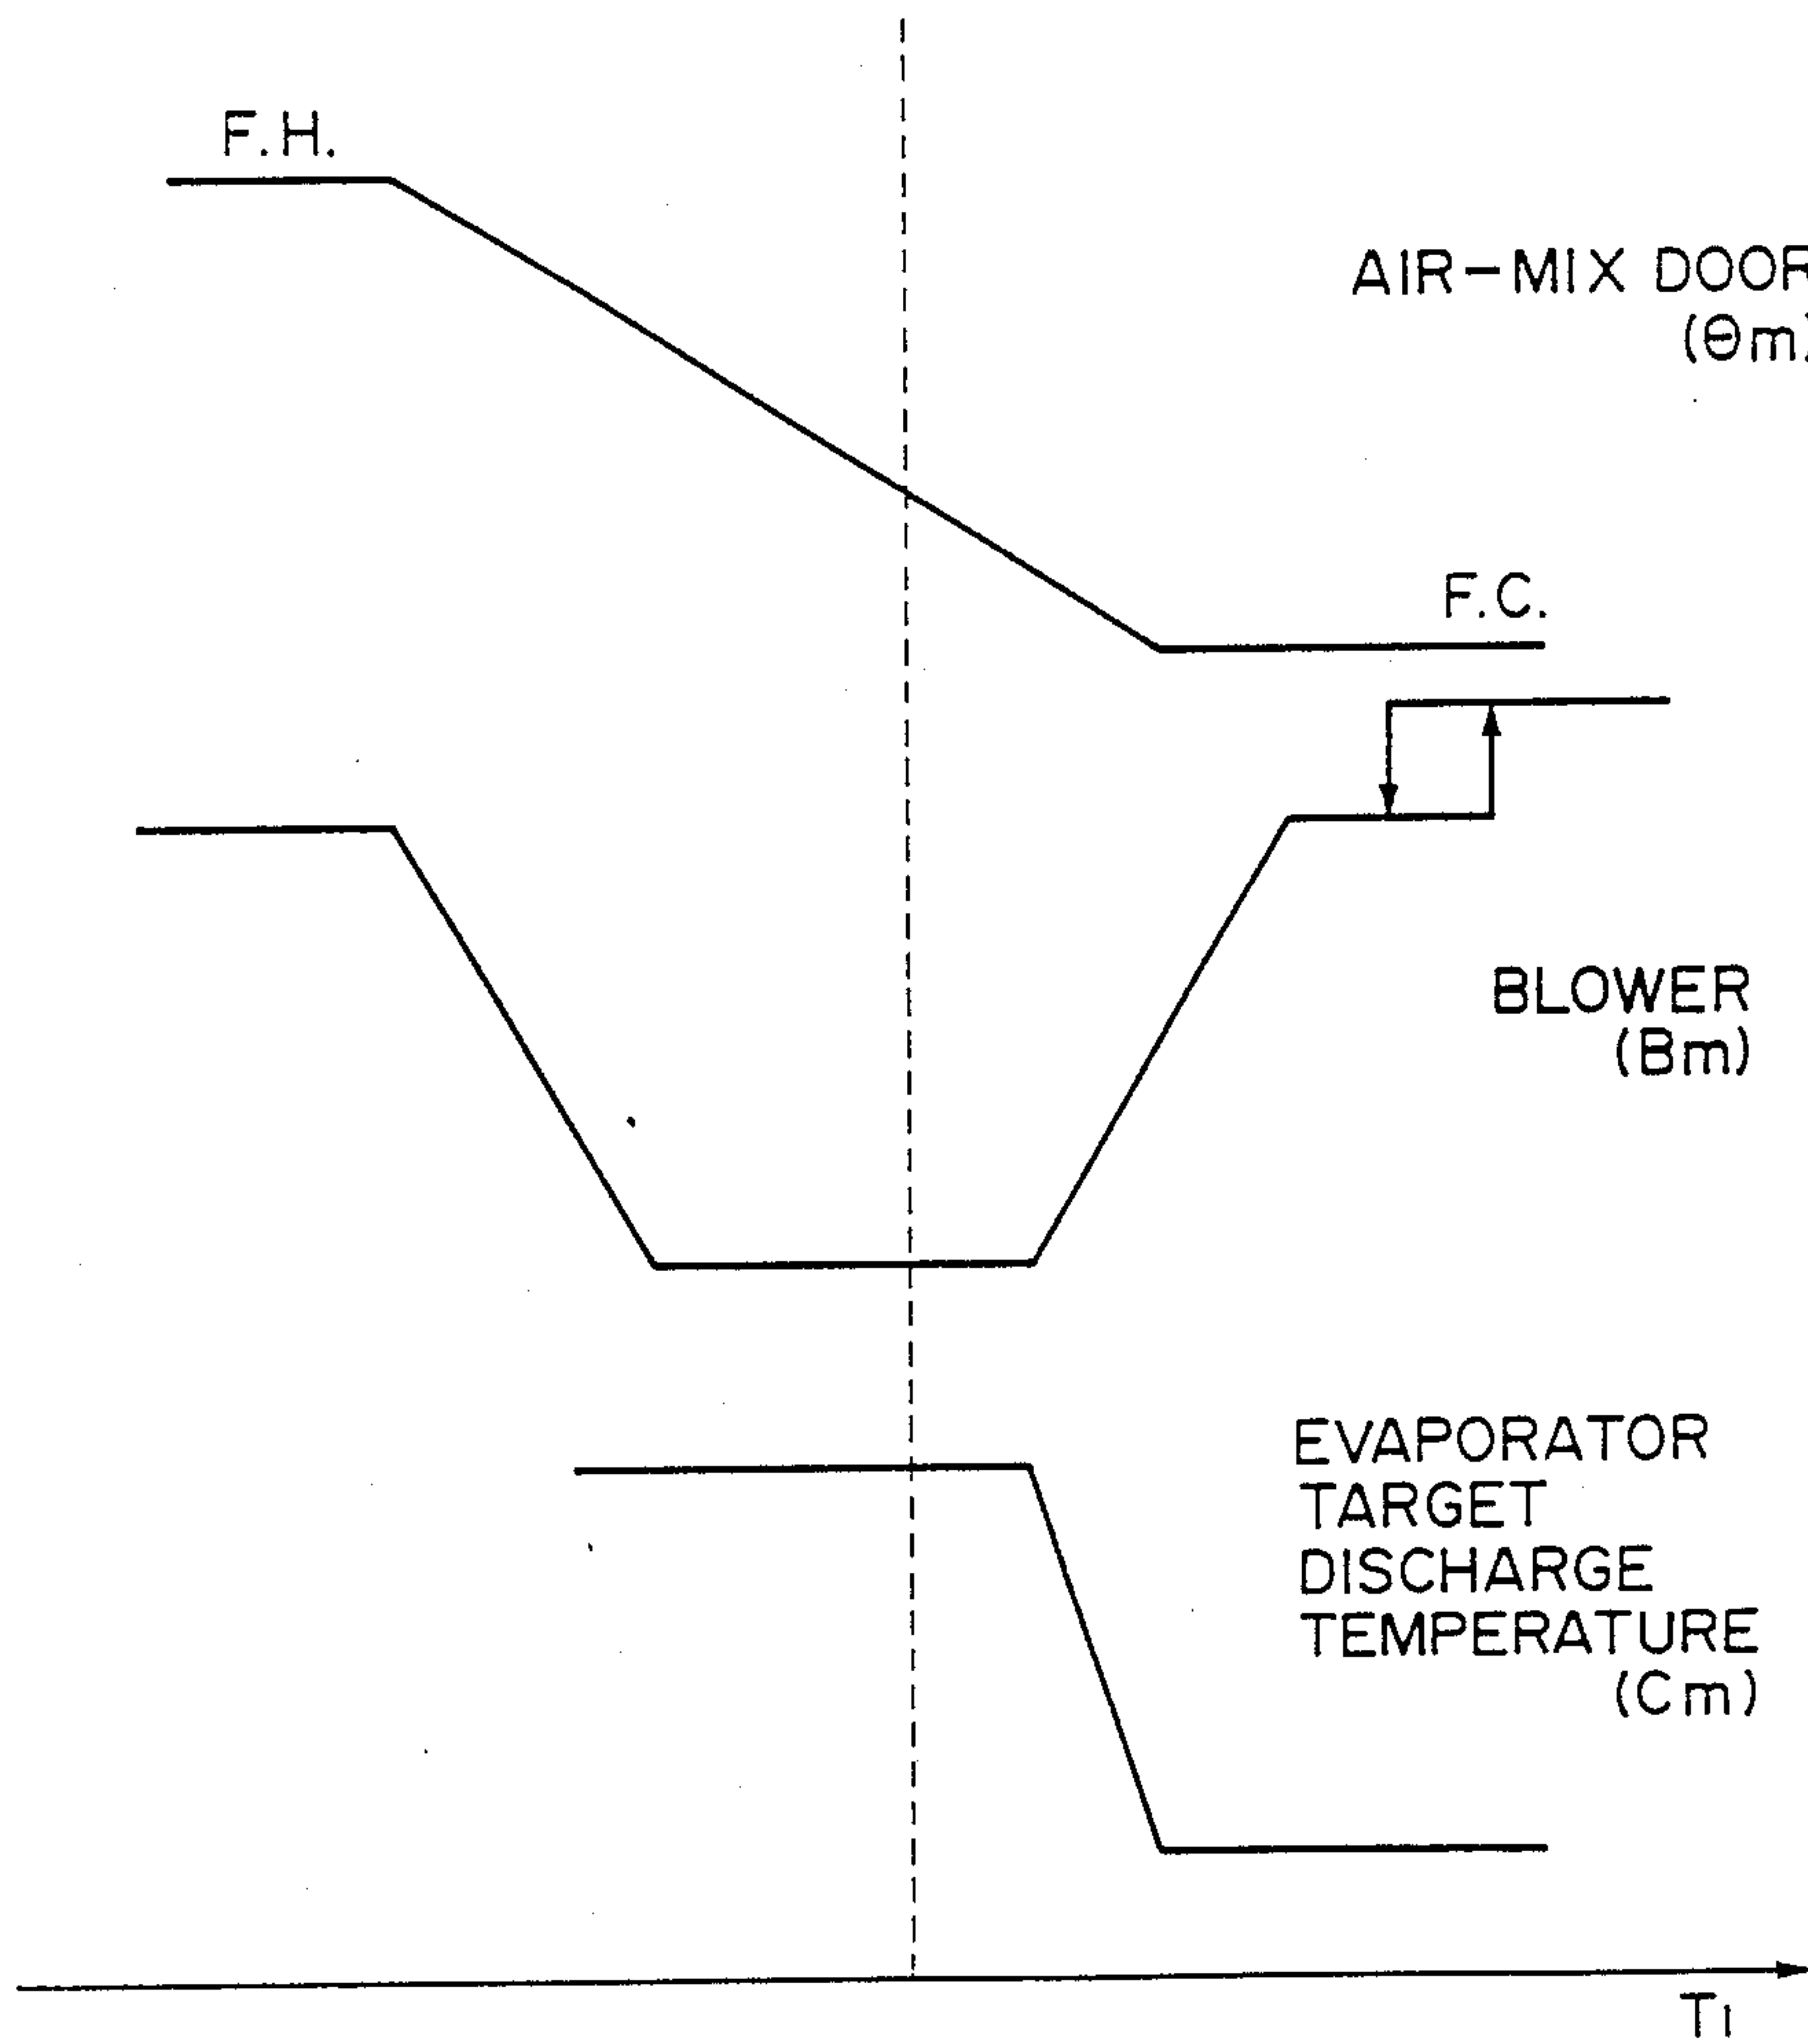 F.H.
AIR-MIX DOOR
(θm)
F.C.
BLOWER
(Bm)
EVAPORATOR
TARGET
DISCHARGE
TEMPERATURE
(Cm)
T1